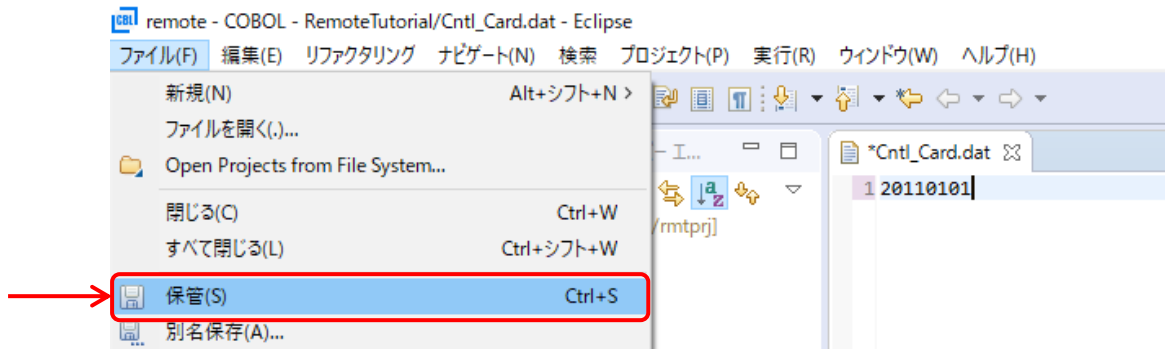 CBL remote - COBOL - RemoteTutorial/Cntl_Card.dat - Eclipse
ファイル(F) 編集(E) リファクタリング ナビゲート(N) 検索 プロジェクト(P) 実行(R) ウィンドウ(W) ヘルプ(H)
新規(N) Alt+シフト+N >
ファイルを開く(.)...
Open Projects from File System...
閉じる(C) Ctrl+W
すべて閉じる(L) Ctrl+シフト+W
保管(S) Ctrl+S
別名保存(A)...
- エ...
/rmtprj]
*Cntl_Card.dat
1 20110101